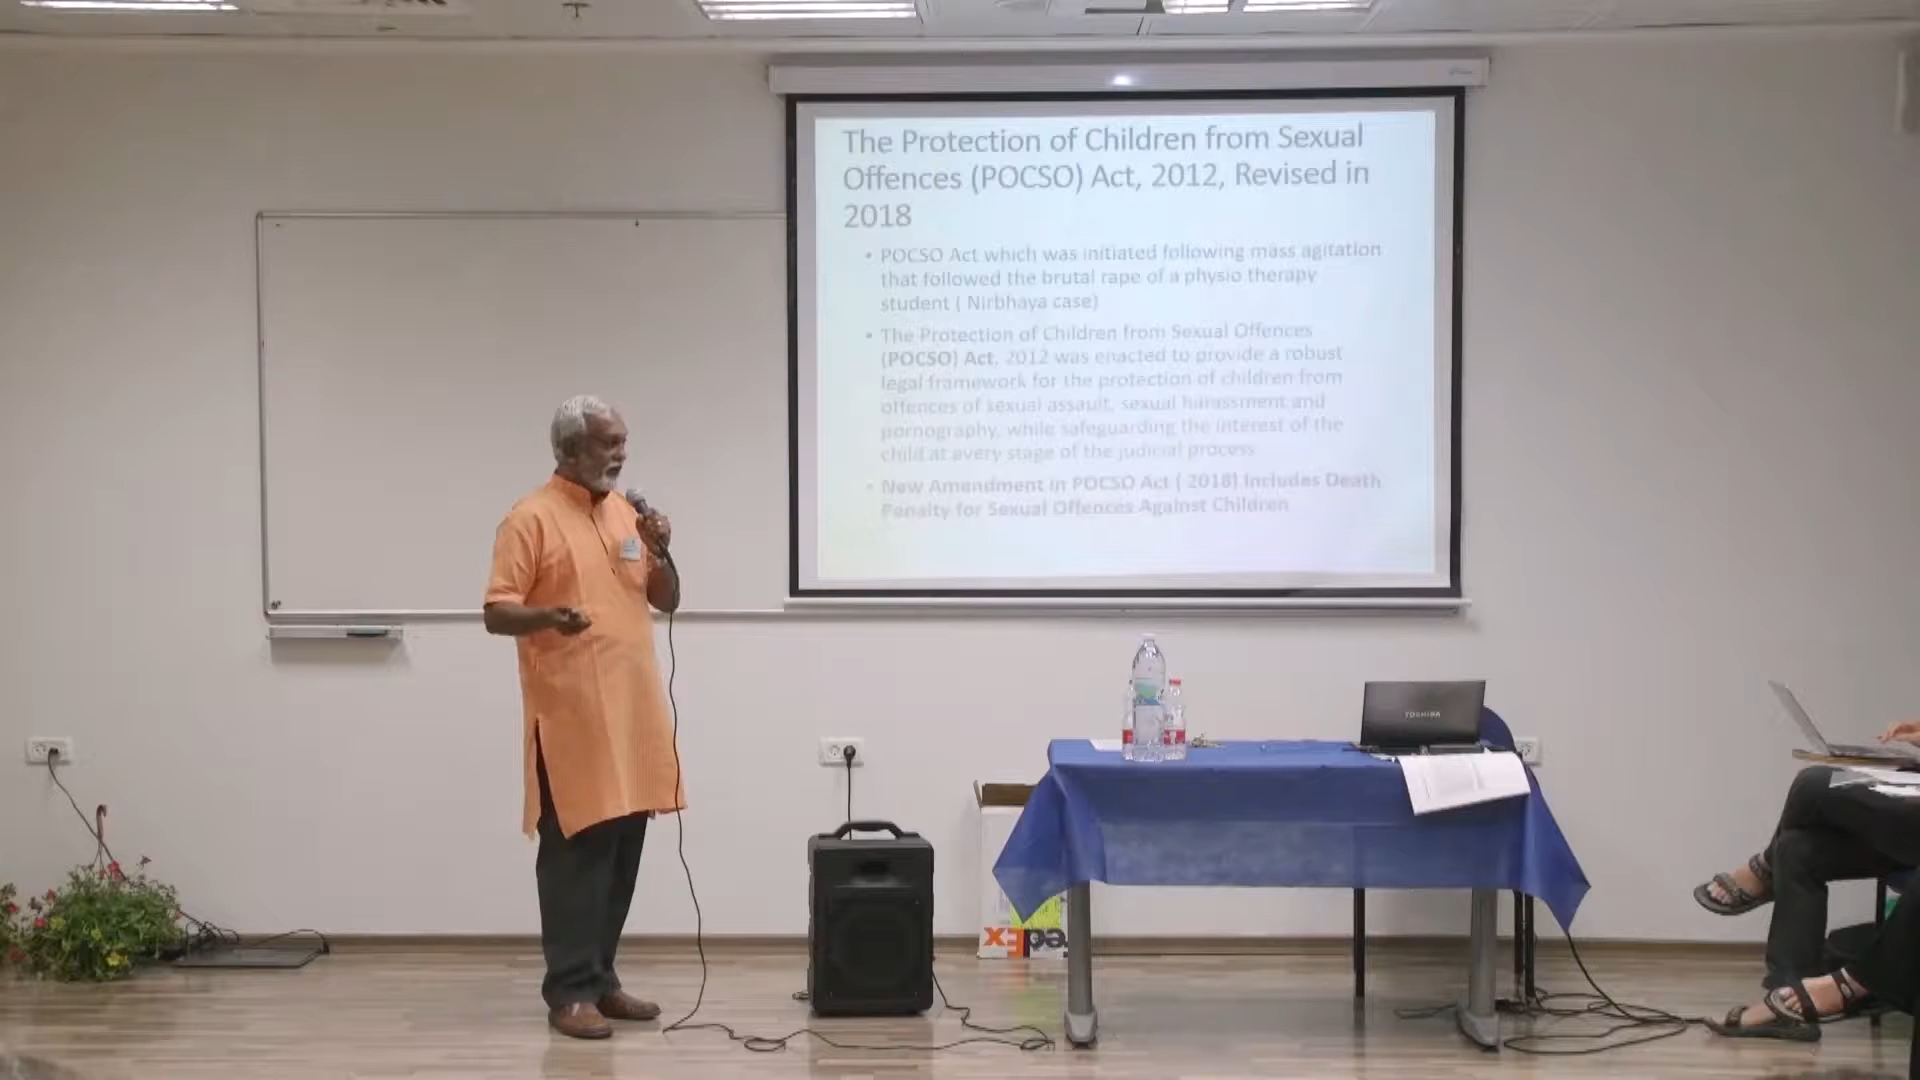 The Protection of Children from Sexual
Offences (POCSO) Act, 2012, Revised in
2018
• POCSO Act which was initiated following mass agitation
that followed the brutal rape of a physio therapy
student ( Nirbhaya case)
• The Protection of Children from Sexual Offences
(POCSO) Act, 2012 was enacted to provide a robust
legal framework for the protection of children from
offences of sexual assault, sexual harassment and
pornography, while safeguarding the interest of the
child at every stage of the judicial process
• New Amendment in POCSO Act ( 2018) Includes Death
Penalty for Sexual Offences Against Children
TOSHIBA
FedEx